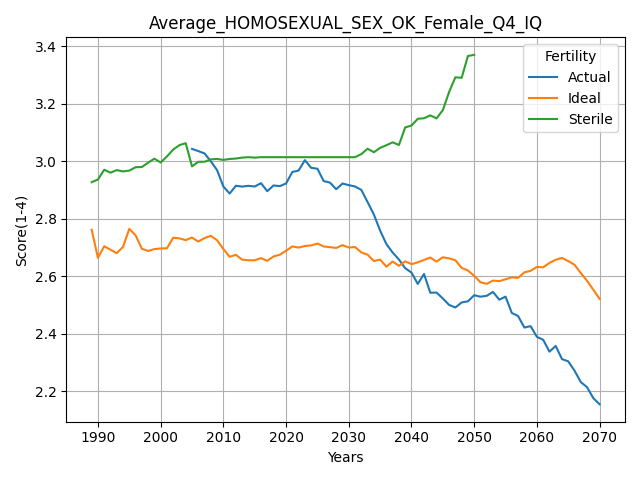 Average_HOMOSEXUAL_SEX_OK_Female_Q4_IQ
Fertility
Actual
Ideal
Sterile
Score(1-4)
3.4
3.2
3.0
2.8
2.6
2.4
2.2
1990 2000 2010 2020 2030 2040 2050 2060 2070
Years